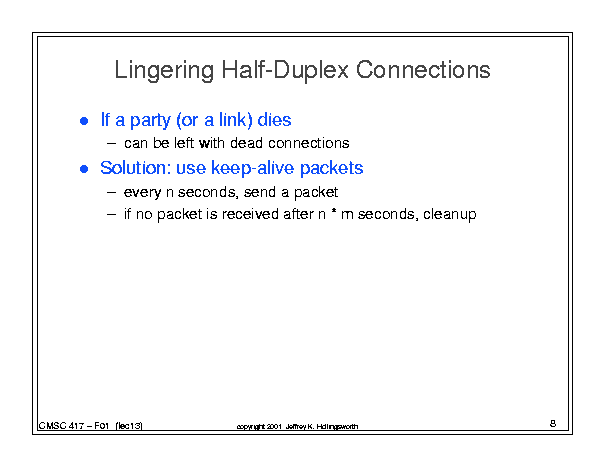 Lingering Half-Duplex Connections
● If a party (or a link) dies
– can be left with dead connections
● Solution: use keep-alive packets
– every n seconds, send a packet
– if no packet is received after n * m seconds, cleanup
CMSC 417 – F01 (lec13)
copyright 2001 Jeffrey K. Hollingsworth
8